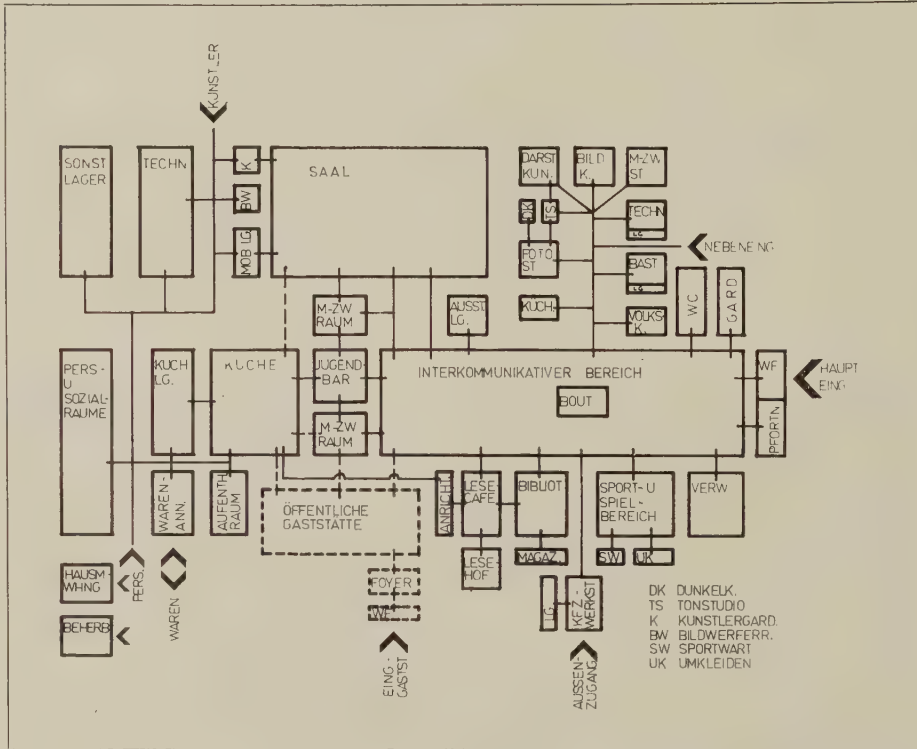 KÜNSTLER
SONST
LAGER
TECHN
K
BW
MOB LG.
SAAL
DARST
KUN.
BILD
K.
M-ZW
ST
DK
TS
TECHN
LG
FOTO
ST
BAST
LG
KÜCH.
VOLKS-
K.
NEBENEING
WC
GARD
M-ZW
RAUM
AUSST
LG.
PERS-
U
SOZIAL-
RÄUME
KÜCH
LG.
KÜCHE
JUGEND-
BAR
INTERKOMMUNIKATIVER BEREICH
BOUT
WF
HAUPT
EING
PFORTN
M-ZW
RAUM
WAREN-
ANN.
AUFENTH
RAUM
ÖFFENTLICHE
GASTSTÄTTE
ANRICHT
LESE-
CAFE
BIBLIOT
SPORT-U
SPIEL-
BEREICH
VERW
LESE-
HOF
MAGAZ.
SW
UK
HAUSM-
WHNG
BEHERB
PERS.
WAREN
FOYER
WF
EING-
GASTST
LG
KFZ-
WERKST
AUSSEN-
ZUGANG
DK DUNKELK.
TS TONSTUDIO
K KÜNSTLERGARD.
BW BILDWERFERR.
SW SPORTWART
UK UMKLEIDEN